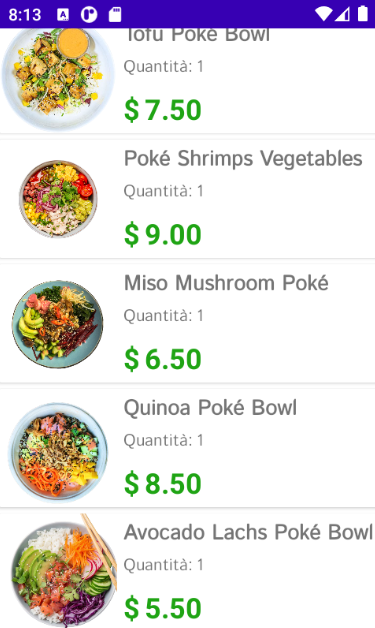 8:13
Tofu Poké Bowl
Quantità: 1
$ 7.50
Poké Shrimps Vegetables
Quantità: 1
$ 9.00
Miso Mushroom Poké
Quantità: 1
$ 6.50
Quinoa Poké Bowl
Quantità: 1
$ 8.50
Avocado Lachs Poké Bowl
Quantità: 1
$ 5.50